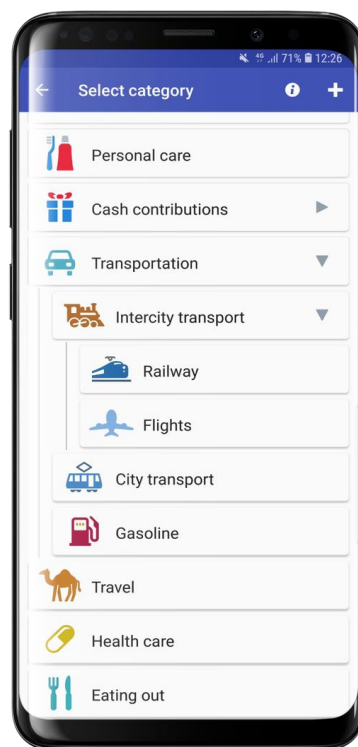 4G 71% 12:26
Select category
Personal care
Cash contributions
Transportation
Intercity transport
Railway
Flights
City transport
Gasoline
Travel
Health care
Eating out